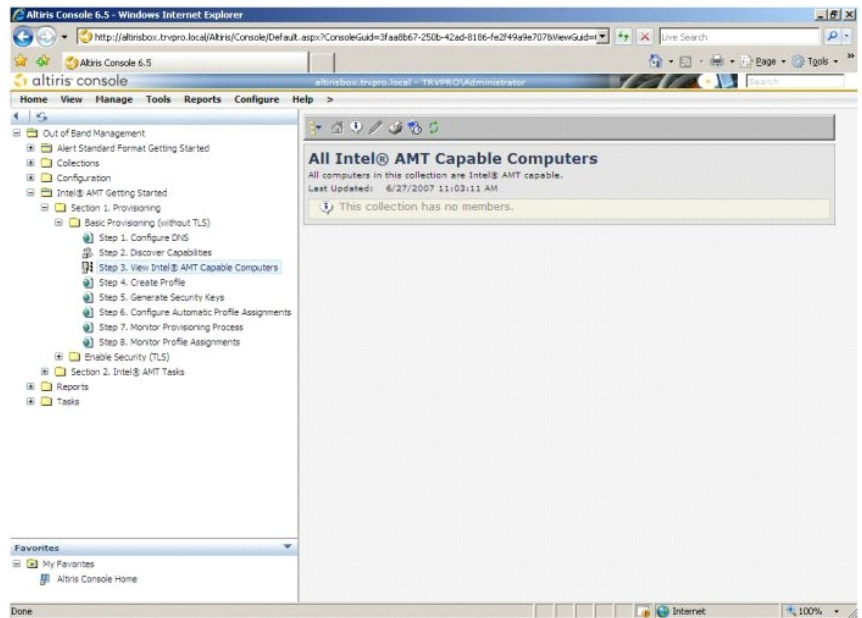 Altiris Console 6.5 - Windows Internet Explorer
http://altirisbox.trvpro.local/Altiris/Console/Default.aspx?ConsoleGuid=3faa8b67-250b-42ad-8186-fe2f49a9e707&ViewGuid=
Live Search
Altiris Console 6.5
Page
Tools
altiris console
altirisbox.trvpro.local - TRVPRO\Administrator
Search
Home View Manage Tools Reports Configure Help >
Out of Band Management
Alert Standard Format Getting Started
Collections
Configuration
Intel® AMT Getting Started
Section 1. Provisioning
Basic Provisioning (without TLS)
Step 1. Configure DNS
Step 2. Discover Capabilities
Step 3. View Intel® AMT Capable Computers
Step 4. Create Profile
Step 5. Generate Security Keys
Step 6. Configure Automatic Profile Assignments
Step 7. Monitor Provisioning Process
Step 8. Monitor Profile Assignments
Enable Security (TLS)
Section 2. Intel® AMT Tasks
Reports
Tasks
All Intel® AMT Capable Computers
All computers in this collection are Intel® AMT capable.
Last Updated: 6/27/2007 11:03:11 AM
This collection has no members.
Favorites
My Favorites
Altiris Console Home
Done
Internet
100%